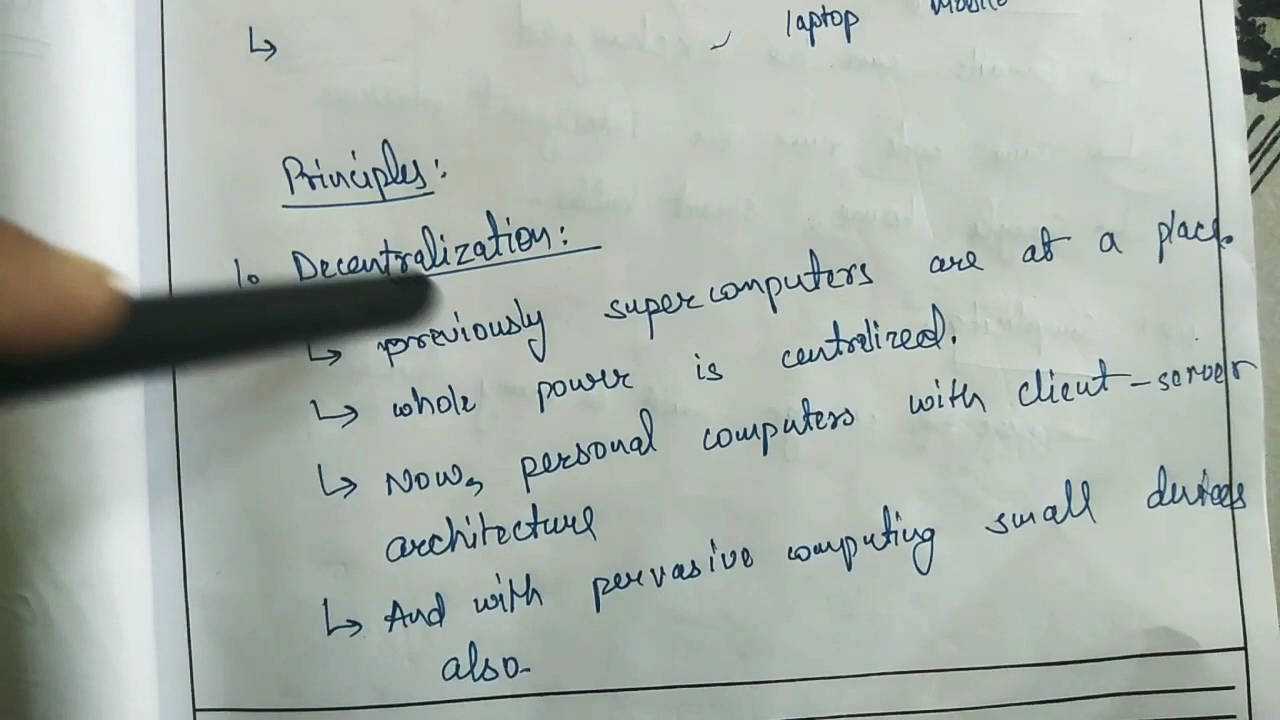 laptop Mobile
Principles:
1. Decentralization:
↳ previously supercomputers are at a place.
↳ whole power is centralized.
↳ Now, personal computers with client-server
architecture
↳ And with pervasive computing small devices
also.